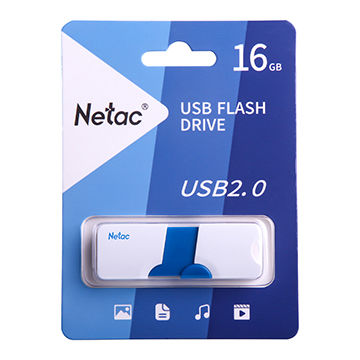 16GB
Netac®
USB FLASH
DRIVE
USB2.0
Netac